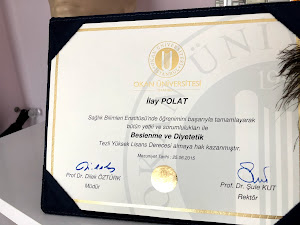 OKAN ÜNİVERSİTESİ
İlay POLAT
Sağlık Bilimleri Enstitüsü'nde öğrenimini başarıyla tamamlayarak
bütün yetki ve sorumlulukları ile
Beslenme ve Diyetetik
Tezli Yüksek Lisans Derecesi almaya hak kazanmıştır.
Prof. Dr. Dilek ÖZTÜRK
Müdür
Prof. Dr. Şule KUT
Rektör